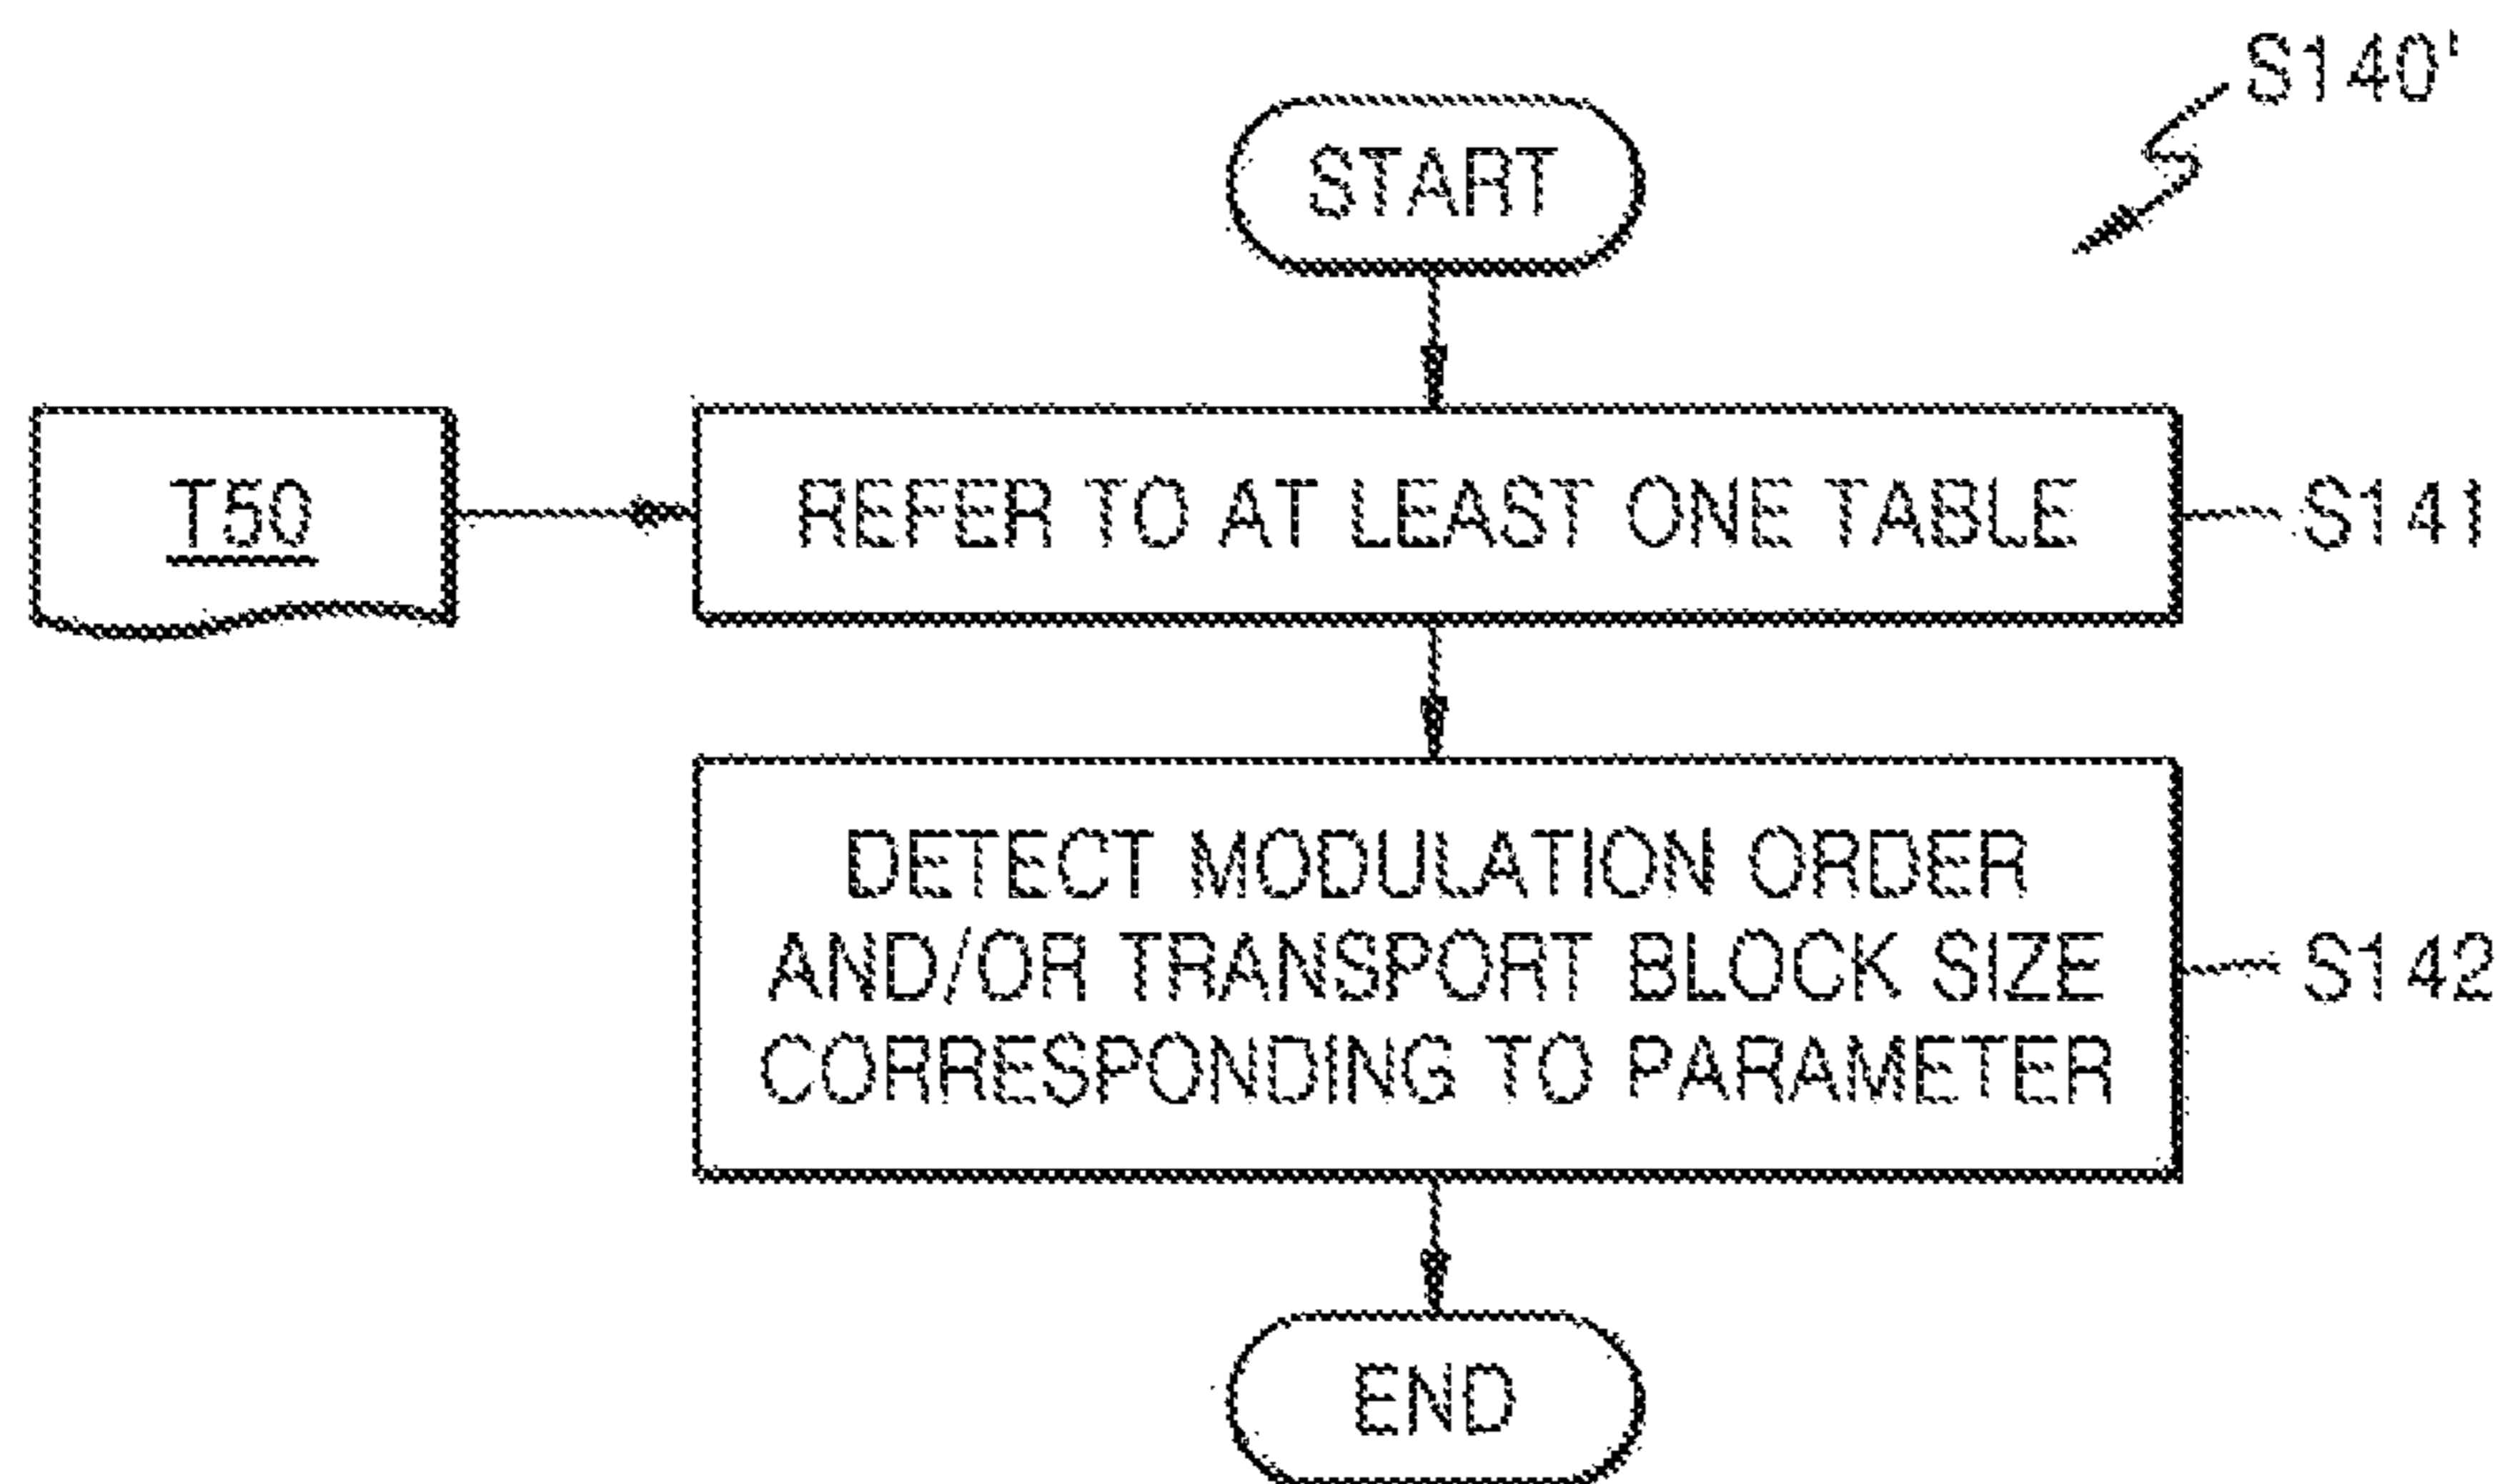 S140'
START
T50
REFER TO AT LEAST ONE TABLE
S141
DETECT MODULATION ORDER
AND/OR TRANSPORT BLOCK SIZE
S142
CORRESPONDING TO PARAMETER
END